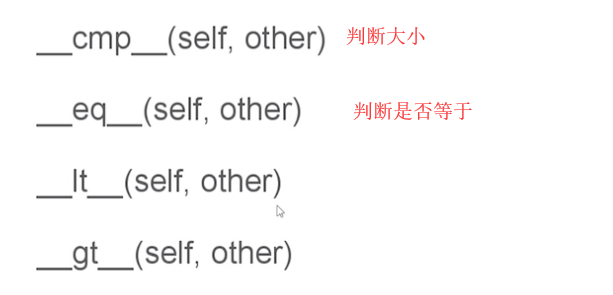 __cmp__(self, other) 判断大小
__eq__(self, other) 判断是否等于
__lt__(self, other)
__gt__(self, other)